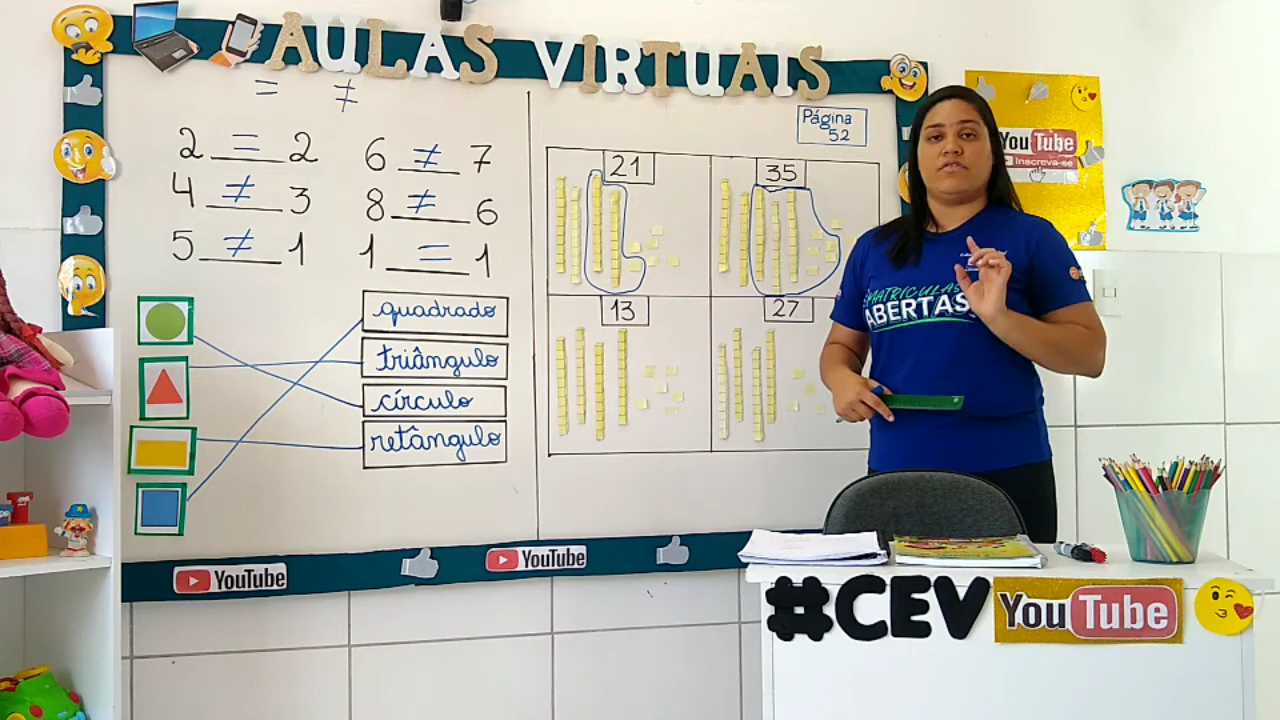 AULAS VIRTUAIS
= ≠
2 = 2
6 ≠ 7
4 ≠ 3
8 ≠ 6
5 ≠ 1
1 = 1
quadrado
triângulo
círculo
retângulo
Página
52
21
35
13
27
YouTube
Inscreva-se
MATRÍCULAS
ABERTAS
YouTube
YouTube
#CEV YouTube